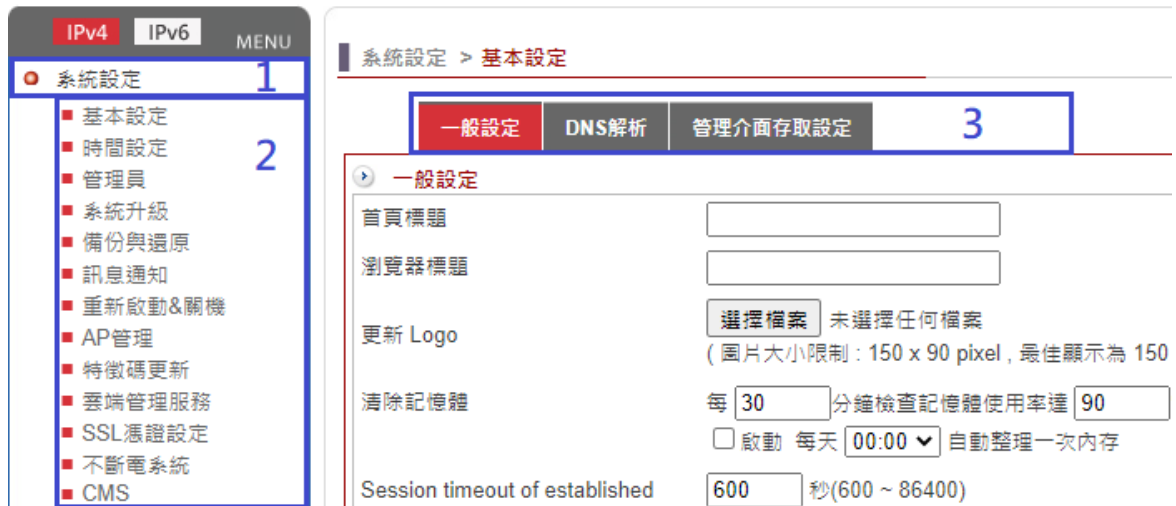 IPv4 IPv6 MENU
系統設定 1
基本設定
時間設定 2
管理員
系統升級
備份與還原
訊息通知
重新啟動&關機
AP管理
特徵碼更新
雲端管理服務
SSL憑證設定
不斷電系統
CMS
系統設定 > 基本設定
一般設定 DNS解析 管理介面存取設定 3
一般設定
首頁標題
瀏覽器標題
更新 Logo 選擇檔案 未選擇任何檔案
( 圖片大小限制 : 150 x 90 pixel , 最佳顯示為 150
清除記憶體 每 30 分鐘檢查記憶體使用率達 90
啟動 每天 00:00 自動整理一次內存
Session timeout of established 600 秒(600 ~ 86400)